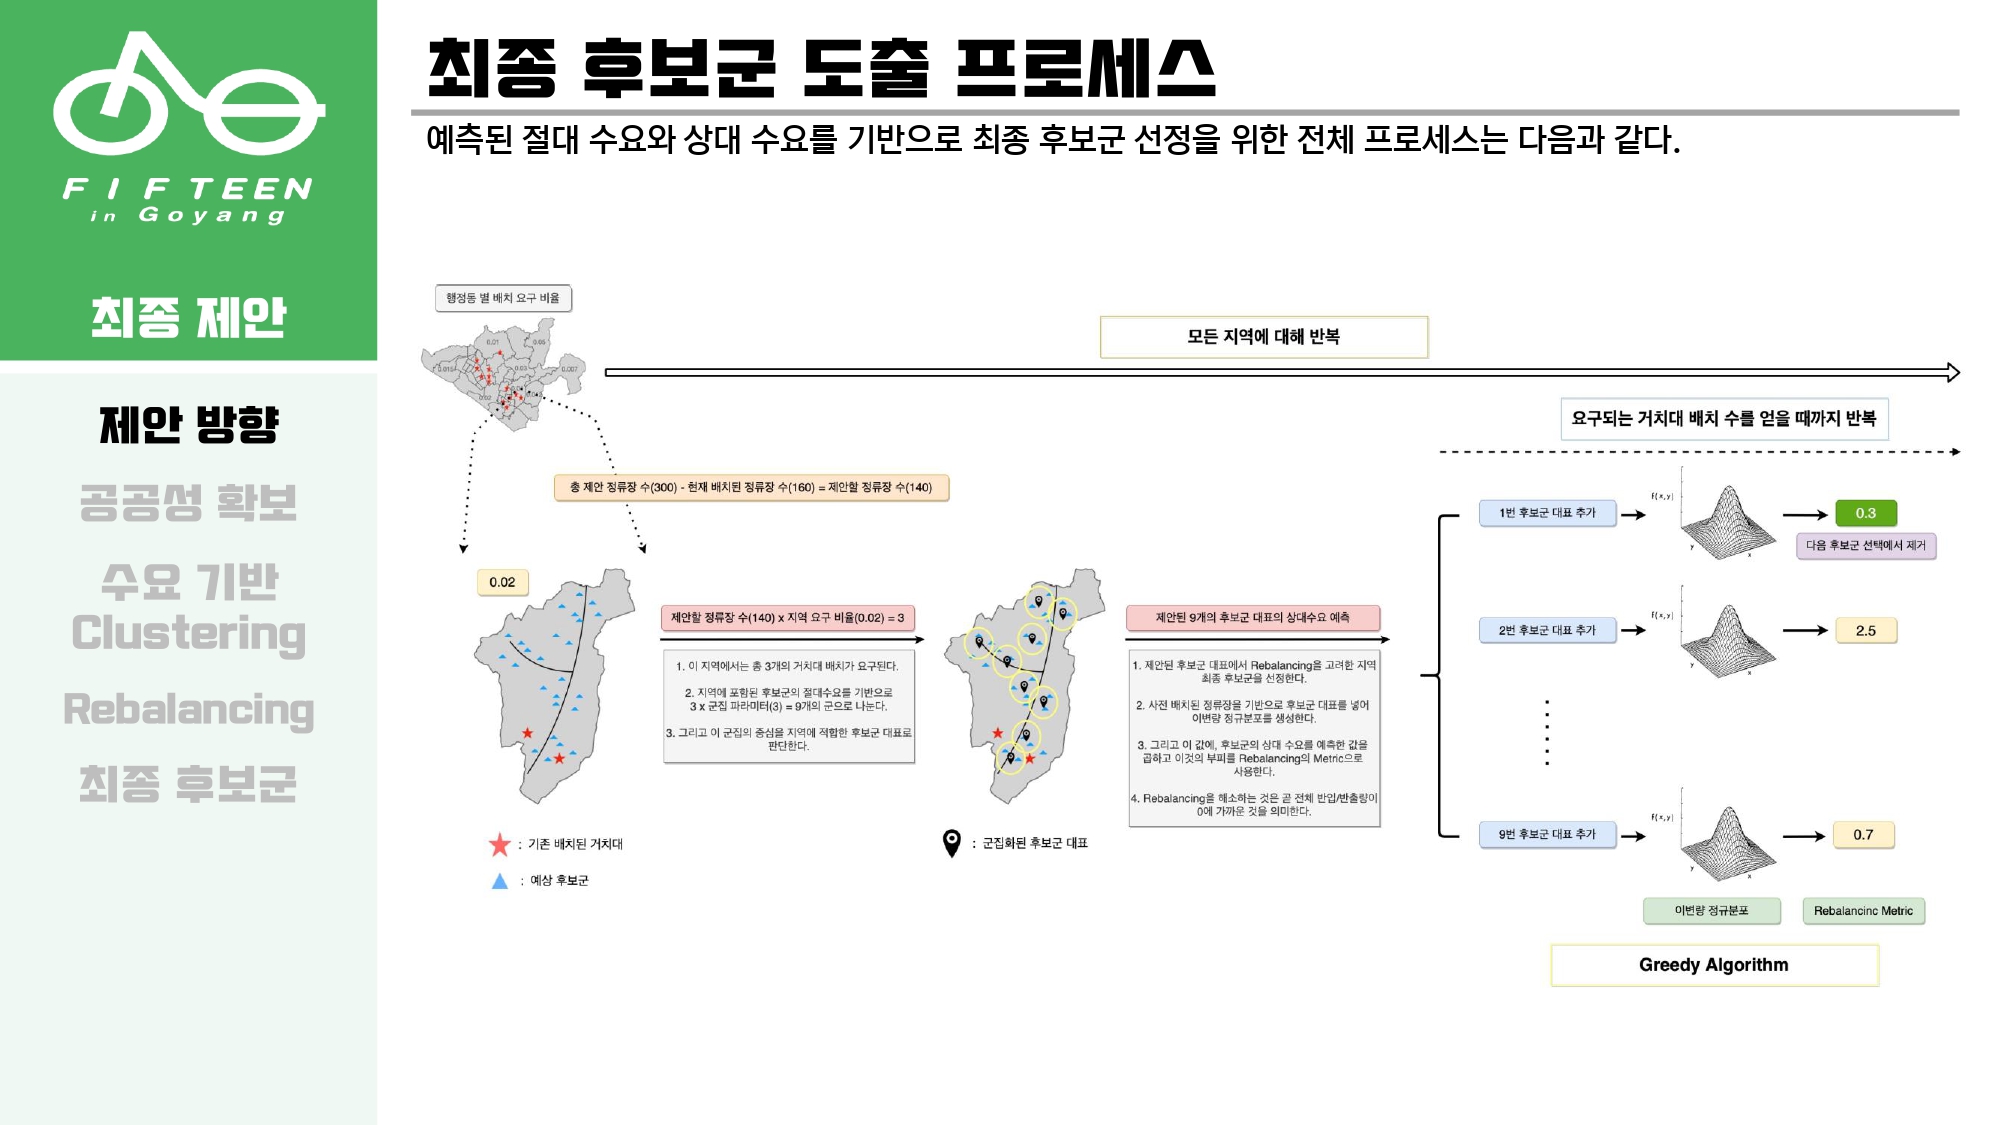 FIFTEEN
in Goyang
최종 제안
제안 방향
공공성 확보
수요 기반
Clustering
Rebalancing
최종 후보군
최종 후보군 도출 프로세스
예측된 절대 수요와 상대 수요를 기반으로 최종 후보군 선정을 위한 전체 프로세스는 다음과 같다.
행정동 별 배치 요구 비율
0.01
0.05
0.015
0.03
0.007
0.02
모든 지역에 대해 반복
요구되는 거치대 배치 수를 얻을 때까지 반복
총 제안 정류장 수(300) - 현재 배치된 정류장 수(160) = 제안할 정류장 수(140)
0.02
제안할 정류장 수(140) x 지역 요구 비율(0.02) = 3
1. 이 지역에서는 총 3개의 거치대 배치가 요구된다.
2. 지역에 포함된 후보군의 절대수요를 기반으로
3 x 군집 파라미터(3) = 9개의 군으로 나눈다.
3. 그리고 이 군집의 중심을 지역에 적합한 후보군 대표로
판단한다.
: 기존 배치된 거치대
: 예상 후보군
: 군집화된 후보군 대표
제안된 9개의 후보군 대표의 상대수요 예측
1. 제안된 후보군 대표에서 Rebalancing을 고려한 지역
최종 후보군을 선정한다.
2. 사전 배치된 정류장을 기반으로 후보군 대표를 넣어
이변량 정규분포를 생성한다.
3. 그리고 이 값에, 후보군의 상대 수요를 예측한 값을
곱하고 이것의 부피를 Rebalancing의 Metric으로
사용한다.
4. Rebalancing을 해소하는 것은 곧 전체 반입/반출량이
0에 가까운 것을 의미한다.
1번 후보군 대표 추가
f(x,y)
y
x
0.3
다음 후보군 선택에서 제거
2번 후보군 대표 추가
f(x,y)
y
x
2.5
9번 후보군 대표 추가
f(x,y)
y
x
0.7
이변량 정규분포
Rebalancinc Metric
Greedy Algorithm